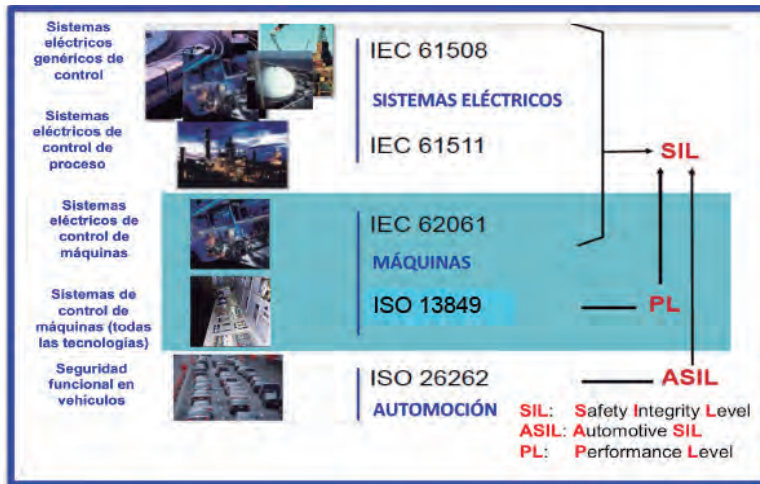 Sistemas
eléctricos
genéricos de
control
IEC 61508
SISTEMAS ELÉCTRICOS
Sistemas
eléctricos de
control de
proceso
IEC 61511
SIL
Sistemas
eléctricos de
control de
máquinas
IEC 62061
MÁQUINAS
Sistemas de
control de
máquinas (todas
las tecnologías)
ISO 13849
PL
Seguridad
funcional en
vehículos
ISO 26262
ASIL
AUTOMOCIÓN
SIL: Safety Integrity Level
ASIL: Automotive SIL
PL: Performance Level